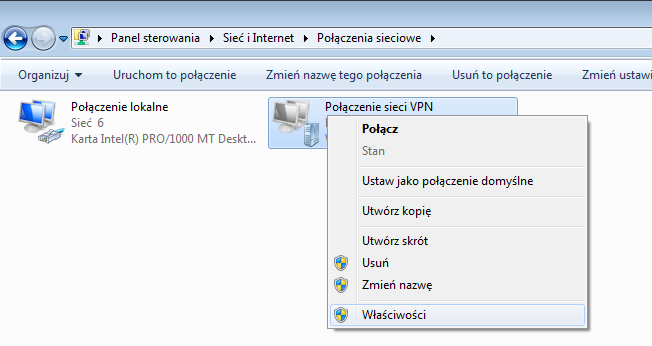 Panel sterowania ▸ Sieć i Internet ▸ Połączenia sieciowe ▸
Organizuj Uruchom to połączenie Zmień nazwę tego połączenia Usuń to połączenie Zmień ustawi
Połączenie lokalne
Sieć 6
Karta Intel(R) PRO/1000 MT Deskt...
Połączenie sieci VPN
Połącz
Stan
Ustaw jako połączenie domyślne
Utwórz kopię
Utwórz skrót
Usuń
Zmień nazwę
Właściwości